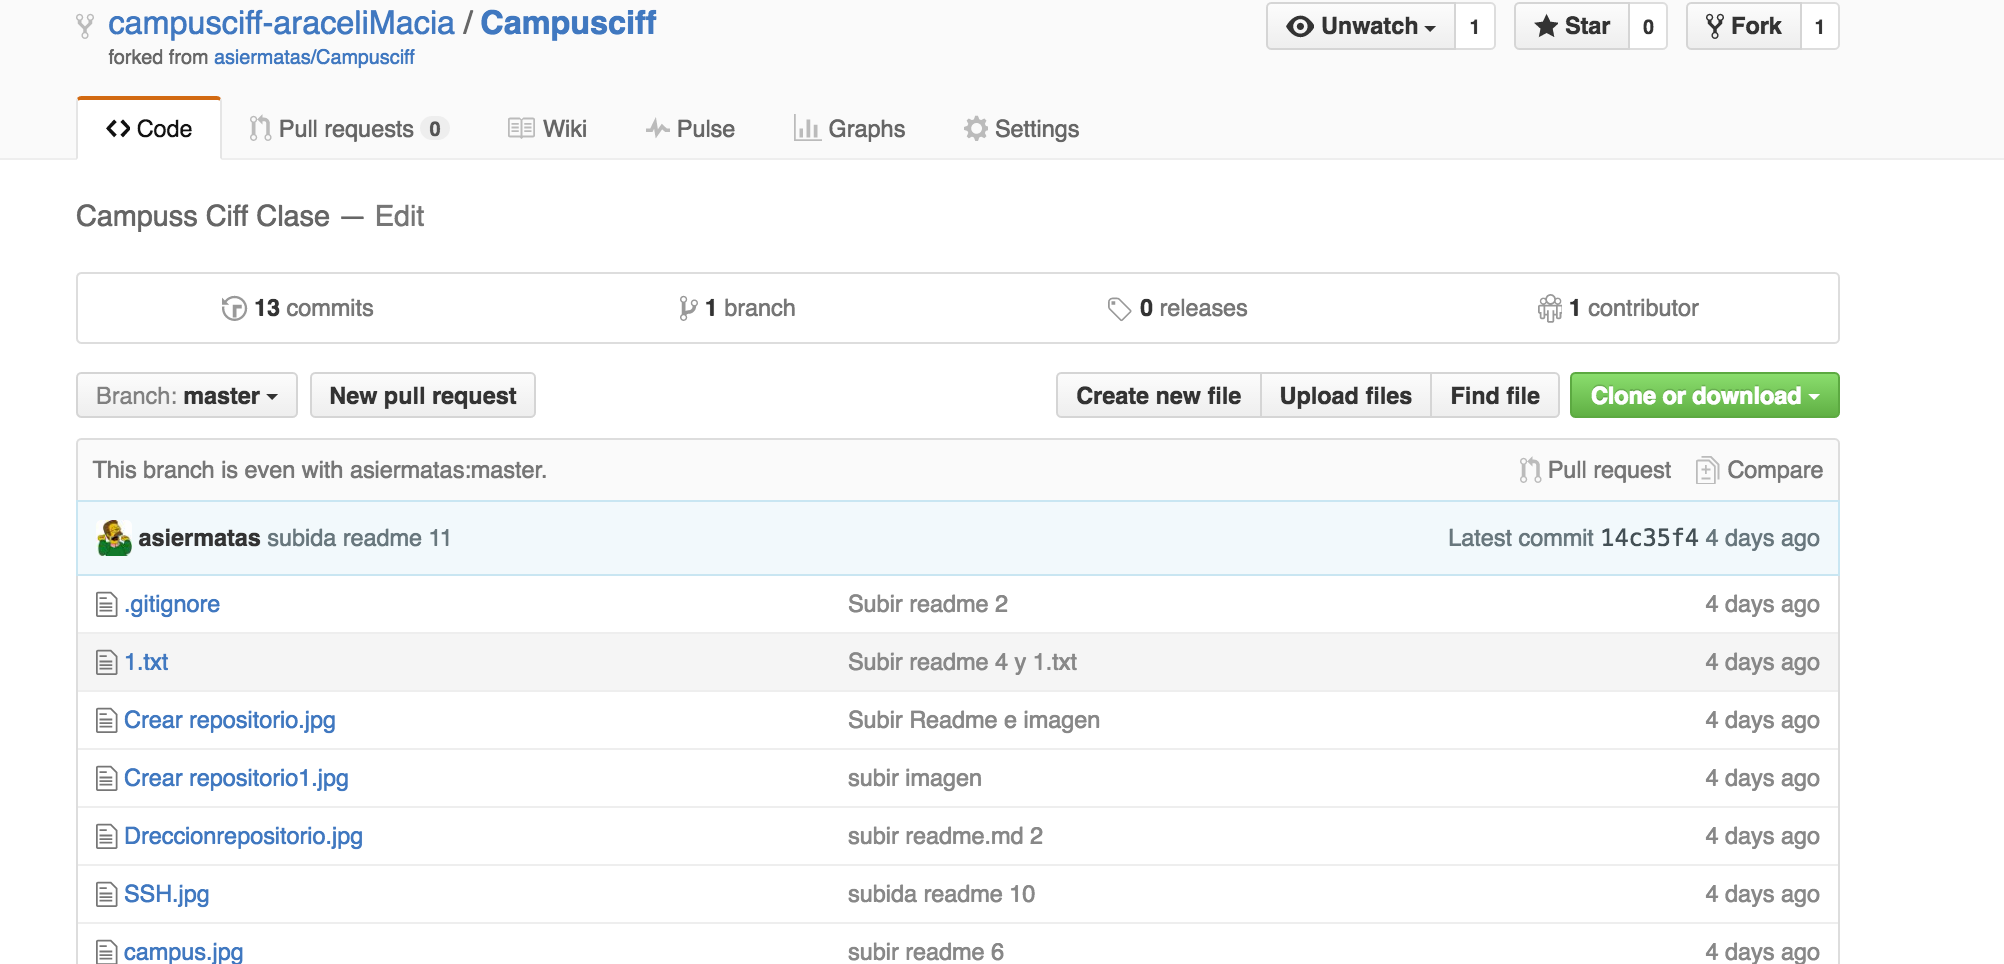 campusciff-araceliMacia / Campusciff
Unwatch 1 Star 0 Fork 1
forked from asiermatas/Campusciff
Code Pull requests 0 Wiki Pulse Graphs Settings
Campuss Ciff Clase — Edit
13 commits 1 branch 0 releases 1 contributor
Branch: master New pull request Create new file Upload files Find file Clone or download
This branch is even with asiermatas:master. Pull request Compare
asiermatas subida readme 11 Latest commit 14c35f4 4 days ago
.gitignore Subir readme 2 4 days ago
1.txt Subir readme 4 y 1.txt 4 days ago
Crear repositorio.jpg Subir Readme e imagen 4 days ago
Crear repositorio1.jpg subir imagen 4 days ago
Dreccionrepositorio.jpg subir readme.md 2 4 days ago
SSH.jpg subida readme 10 4 days ago
campus.jpg subir readme 6 4 days ago